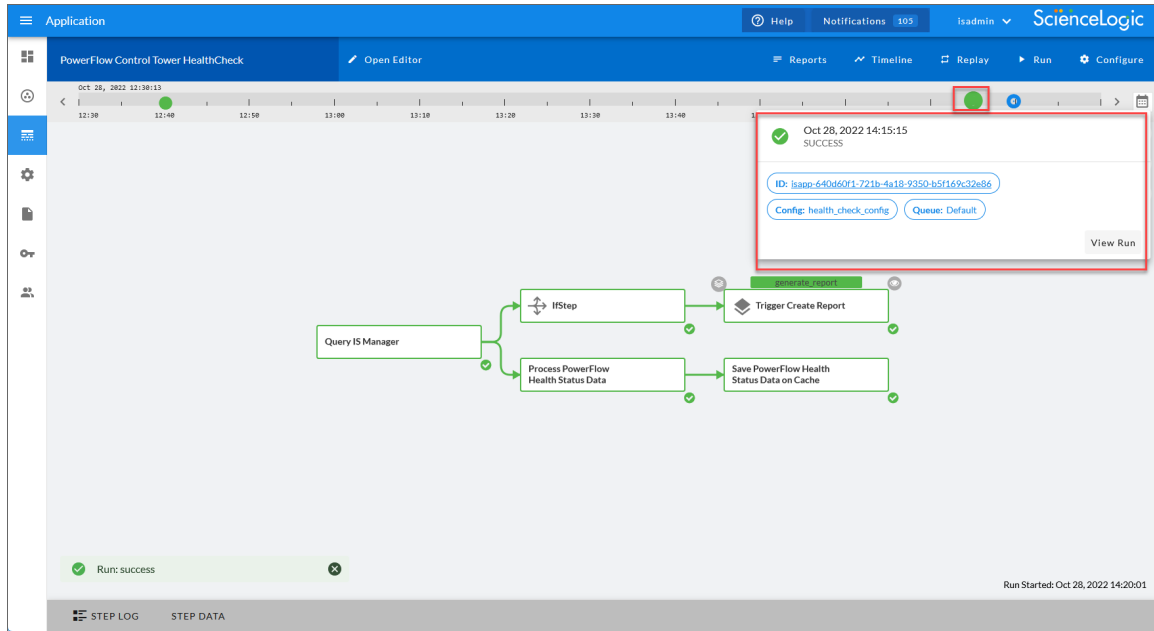 Application
Help
Notifications 105
isadmin
ScienceLogic
PowerFlow Control Tower HealthCheck
Open Editor
Reports
Timeline
Replay
Run
Configure
Oct 28, 2022 12:30:13
12:30
12:40
12:50
13:00
13:10
13:20
13:30
13:40
Oct 28, 2022 14:15:15
SUCCESS
ID: isapp-640d60f1-721b-4a18-9350-b5f169c32e86
Config: health_check_config
Queue: Default
View Run
generate_report
IfStep
Trigger Create Report
Query IS Manager
Process PowerFlow
Health Status Data
Save PowerFlow Health
Status Data on Cache
Run: success
Run Started: Oct 28, 2022 14:20:01
STEP LOG
STEP DATA